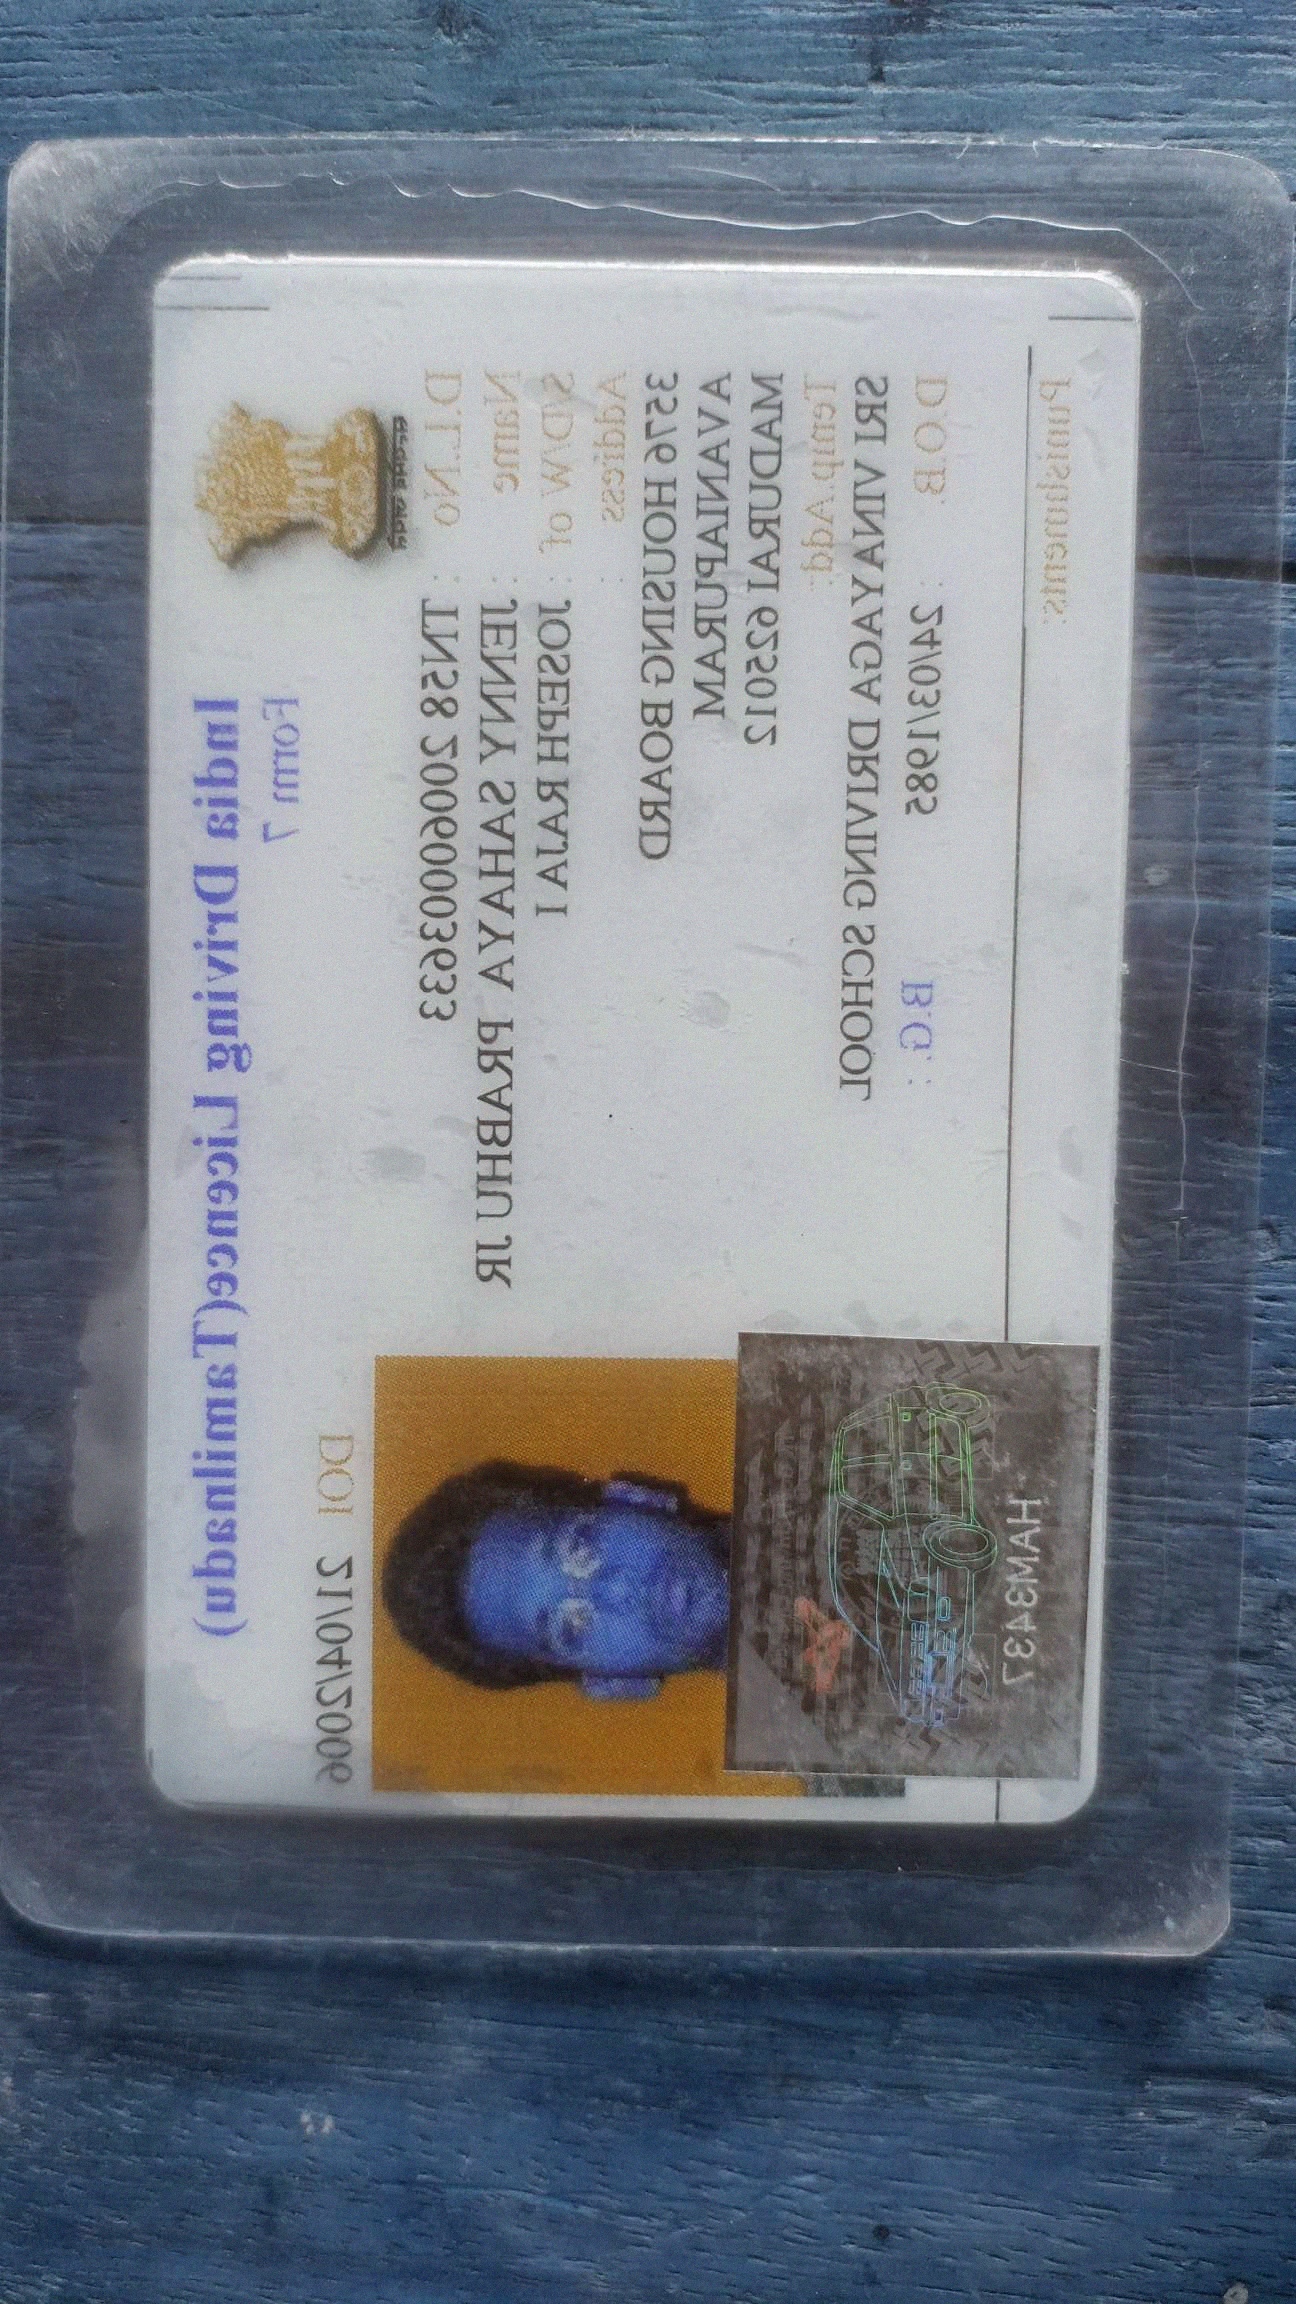 India Driving Licence(Tamilnadu)
Form 7
सत्यमेव जयते
DOI 21/04/2006
D.L.No : TN58 20060003633
Name : JENNY SAHAYA PRABHU JR
S/D/W of : JOSEPH RAJA I
Address :
3576 HOUSING BOARD
AVANIAPURAM
MADURAI 625012
Temp.Add:
SRI VINAYAGA DRIVING SCHOOL
D.O.B. : 24/03/1985 B.G. :
Punishments:
HAM3437